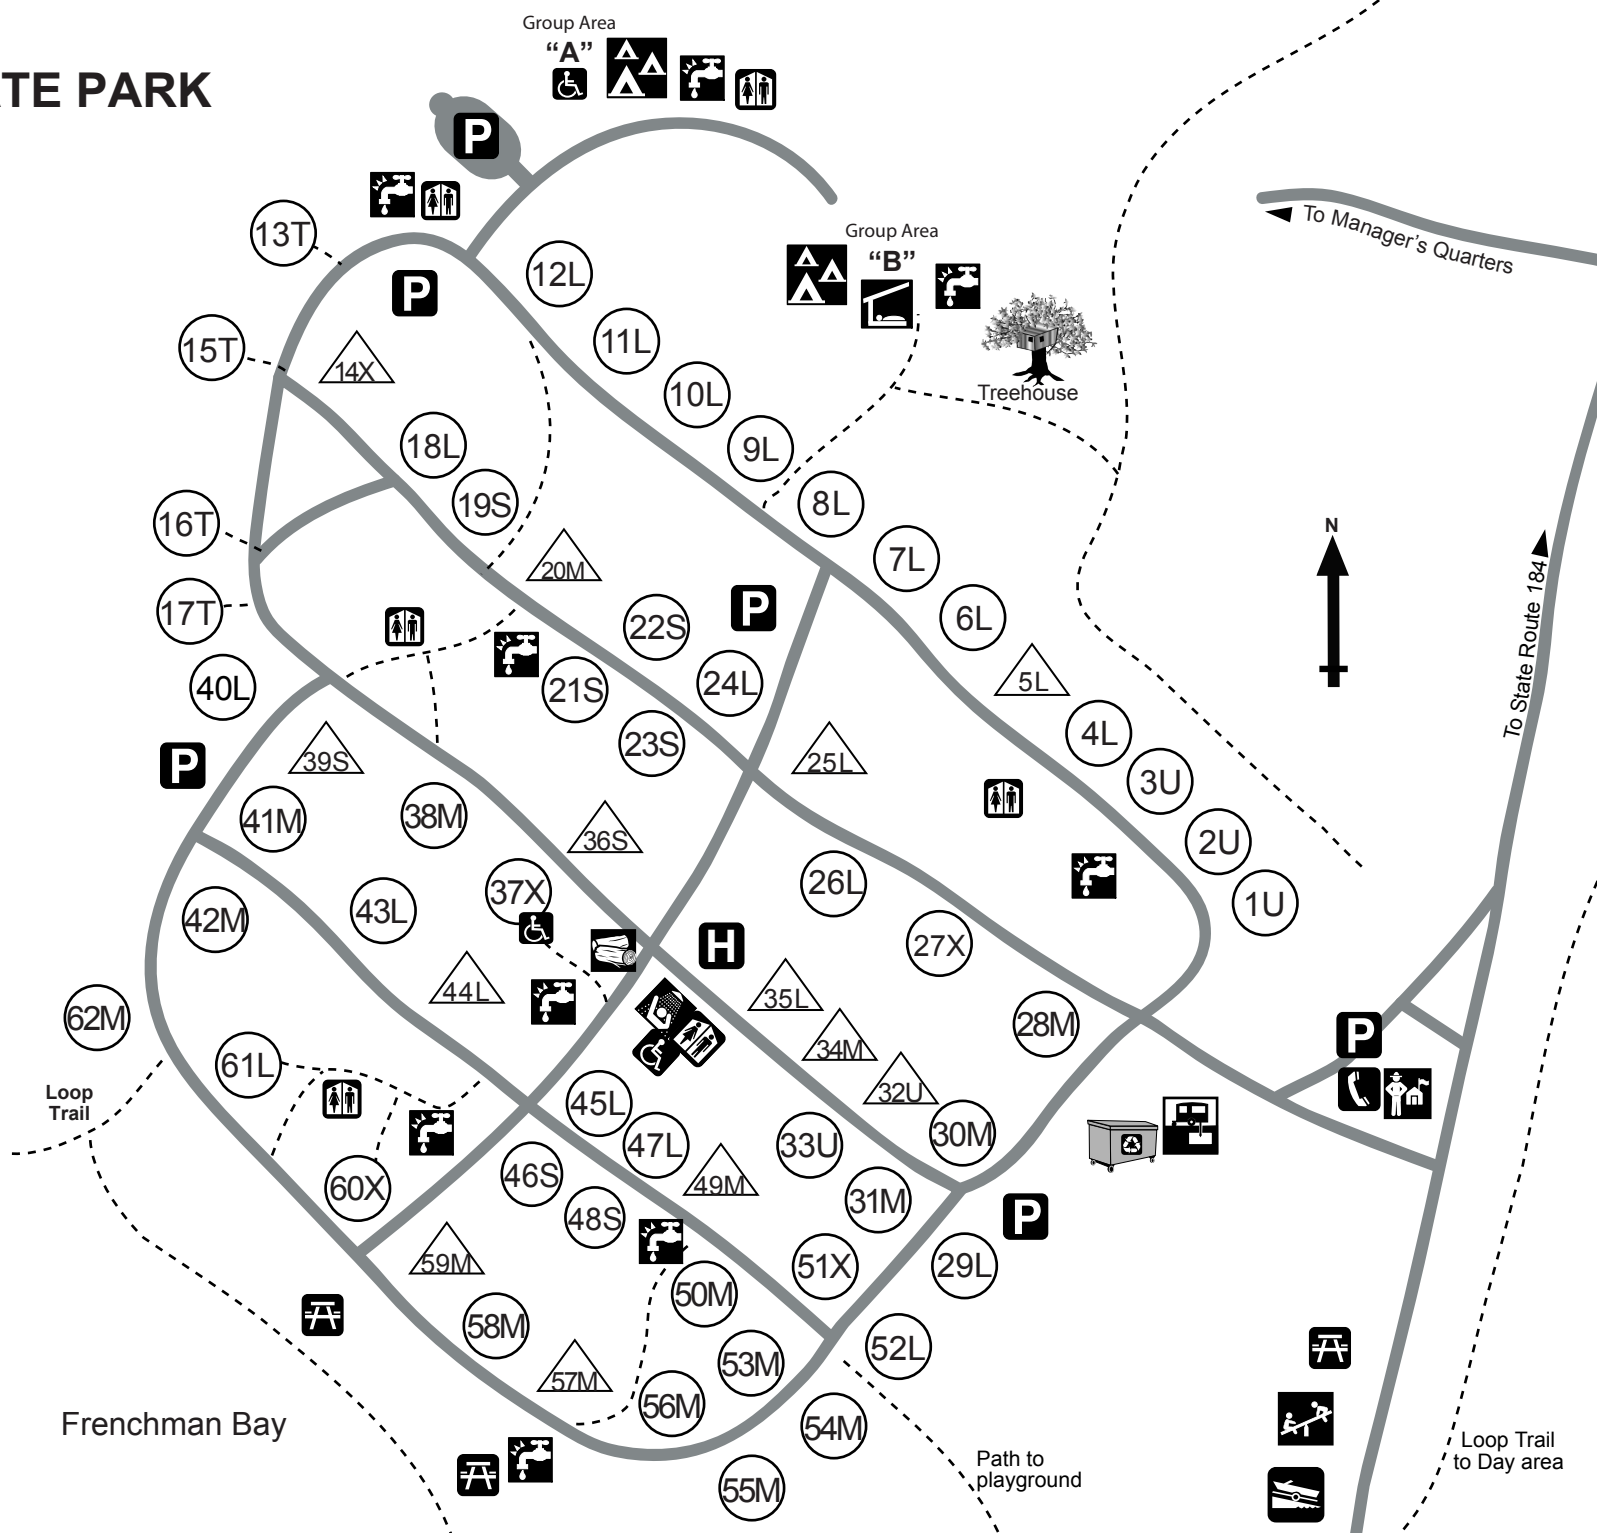 Group Area
“A”
TE PARK
P
13T
12L
Group Area
“B”
To Manager's Quarters
P
11L
15T
14X
10L
Treehouse
18L
9L
19S
8L
16T
N
7L
20M
17T
P
6L
22S
To State Route 184
5L
40L
21S
24L
4L
23S
P
39S
25L
3U
41M
38M
36S
2U
26L
37X
1U
43L
42M
H
27X
44L
35L
62M
28M
34M
P
61L
Loop
Trail
32U
45L
30M
47L
33U
46S
49M
60X
31M
48S
P
59M
51X
29L
50M
58M
52L
53M
57M
56M
Frenchman Bay
54M
Loop Trail
to Day area
Path to
playground
55M